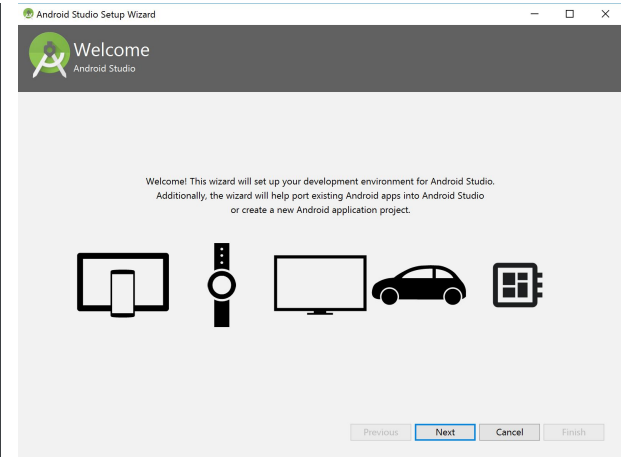 Android Studio Setup Wizard
Welcome
Android Studio
Welcome! This wizard will set up your development environment for Android Studio.
Additionally, the wizard will help port existing Android apps into Android Studio
or create a new Android application project.
Previous Next Cancel Finish